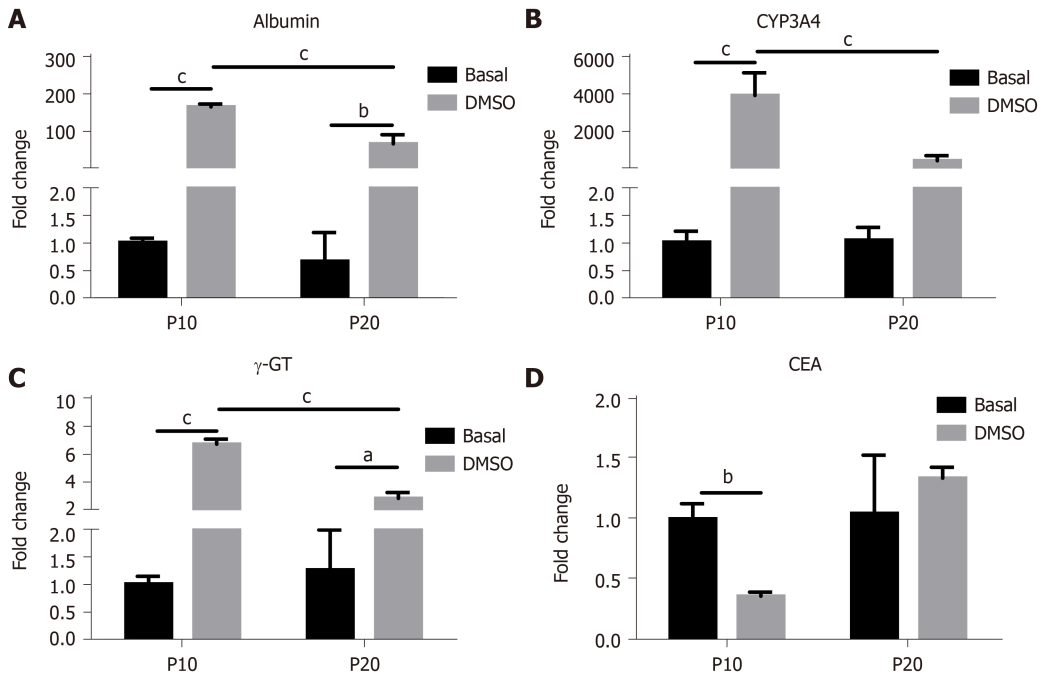 A
Albumin
Fold change
300
200
100
2.0
1.5
1.0
0.5
0.0
c
c
b
Basal
DMSO
P10
P20
B
CYP3A4
Fold change
6000
4000
2000
2.0
1.5
1.0
0.5
0.0
c
c
Basal
DMSO
P10
P20
C
γ-GT
Fold change
10
8
6
4
2
2.0
1.5
1.0
0.5
0.0
c
c
a
Basal
DMSO
P10
P20
D
CEA
Fold change
2.0
1.5
1.0
0.5
0.0
b
Basal
DMSO
P10
P20